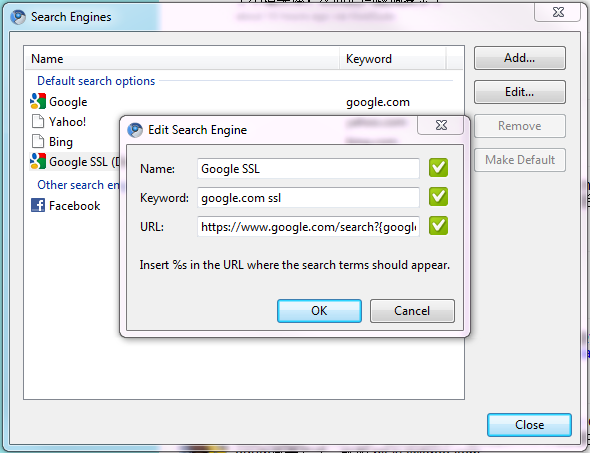 Search Engines
Name Keyword
Default search options
Google google.com
Yahoo!
Bing
Google SSL (D
Other search en
Facebook
Add...
Edit...
Remove
Make Default
Edit Search Engine
Name: Google SSL
Keyword: google.com ssl
URL: https://www.google.com/search?{google
Insert %s in the URL where the search terms should appear.
OK Cancel
Close